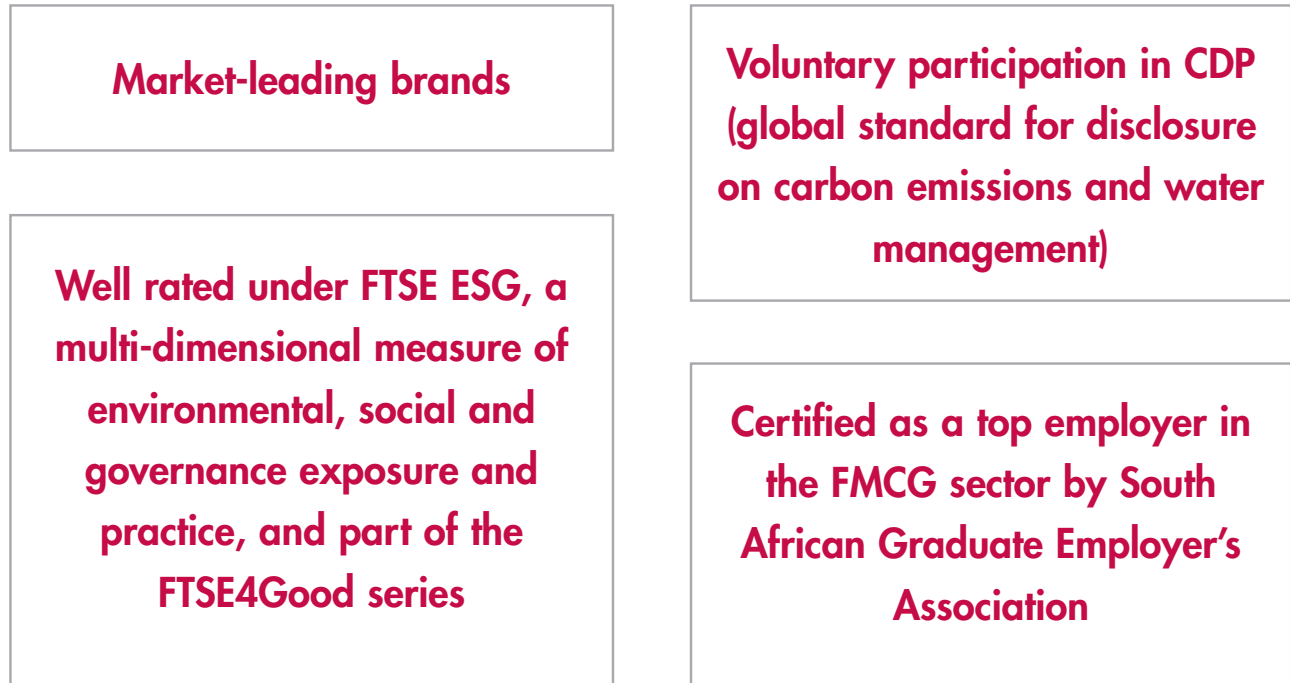 Market-leading brands
Well rated under FTSE ESG, a
multi-dimensional measure of
environmental, social and
governance exposure and
practice, and part of the
FTSE4Good series
Voluntary participation in CDP
(global standard for disclosure
on carbon emissions and water
management)
Certified as a top employer in
the FMCG sector by South
African Graduate Employer’s
Association